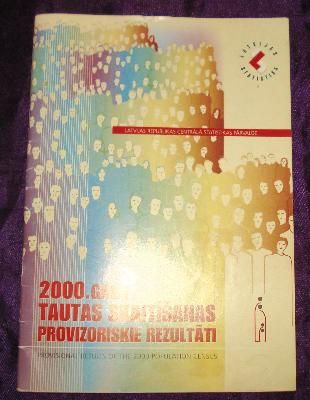 LATVIJAS
STATISTIKA
LATVIJAS REPUBLIKAS CENTRĀLĀ STATISTIKAS PĀRVALDE
2000. GADA
TAUTAS SKAITĪŠANAS
PROVIZORISKIE REZULTĀTI
PROVISIONAL RESULTS OF THE 2000 POPULATION CENSUS